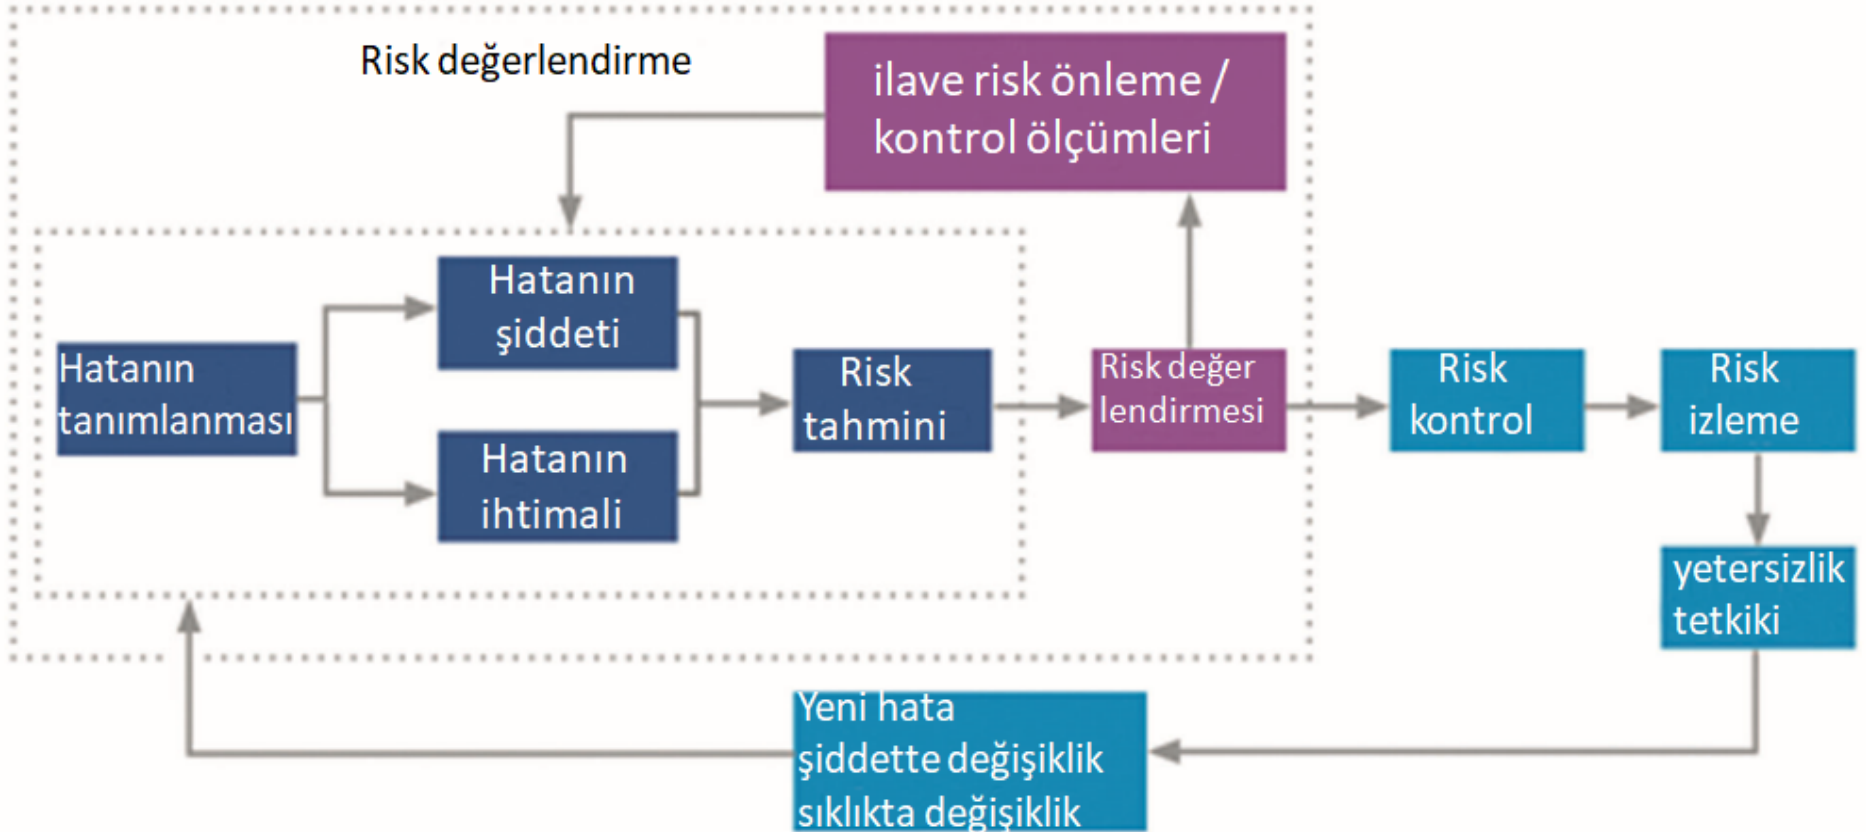 Risk değerlendirme
ilave risk önleme /
kontrol ölçümleri
Hatanın
tanımlanması
Hatanın
şiddeti
Hatanın
ihtimali
Risk
tahmini
Risk değer
lendirmesi
Risk
kontrol
Risk
izleme
yetersizlik
tetkiki
Yeni hata
şiddette değişiklik
sıklıkta değişiklik